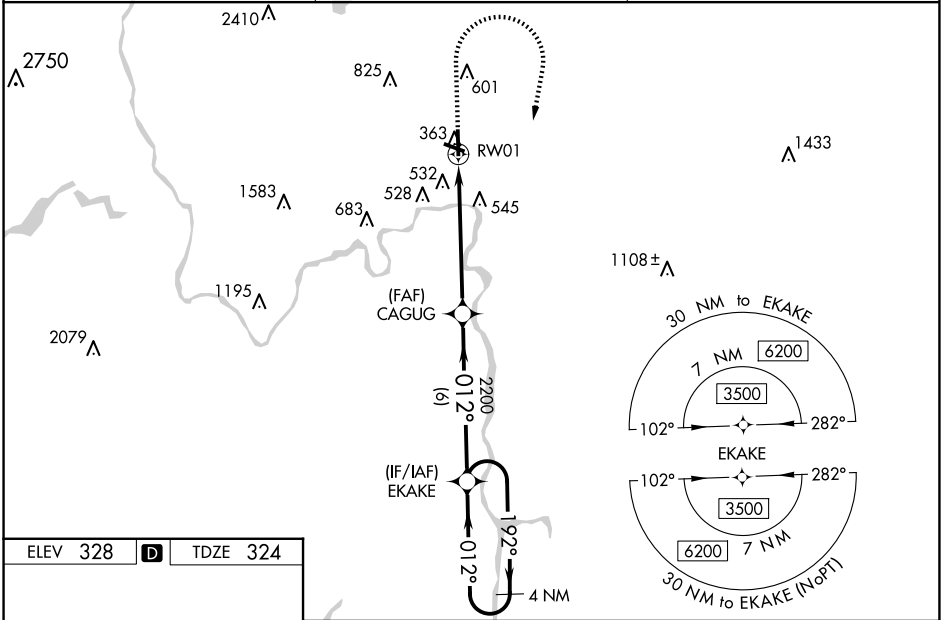 2410
2750
825
601
363
RW01
1433
532
528
1583
545
683
1108±
1195
(FAF)
CAGUG
2079
30 NM to EKAKE
7 NM
6200
3500
2200
012°
(6)
102°
282°
EKAKE
(IF/IAF)
EKAKE
102°
282°
3500
7 NM
6200
30 NM to EKAKE (NoPT)
192°
012°
4 NM
ELEV 328 D TDZE 324